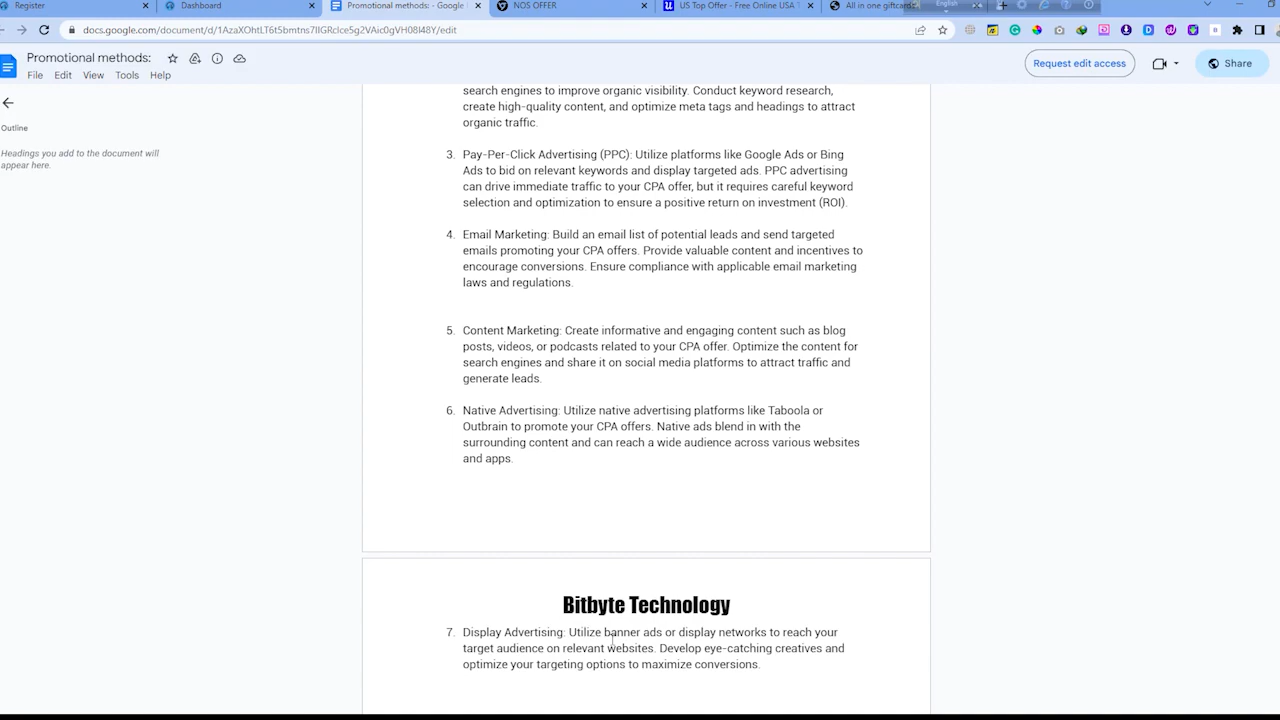 Register
Dashboard
Promotional methods: - Google
NOS OFFER
US Top Offer - Free Online USA
All in one giftcard
English
docs.google.com/document/d/1AzaXOhtLT6t5bmtns7IIGRclce5g2VAic0gVH08I48Y/edit
Promotional methods:
File Edit View Tools Help
Request edit access
Share
Outline
Headings you add to the document will
appear here.
search engines to improve organic visibility. Conduct keyword research,
create high-quality content, and optimize meta tags and headings to attract
organic traffic.
3. Pay-Per-Click Advertising (PPC): Utilize platforms like Google Ads or Bing
Ads to bid on relevant keywords and display targeted ads. PPC advertising
can drive immediate traffic to your CPA offer, but it requires careful keyword
selection and optimization to ensure a positive return on investment (ROI).
4. Email Marketing: Build an email list of potential leads and send targeted
emails promoting your CPA offers. Provide valuable content and incentives to
encourage conversions. Ensure compliance with applicable email marketing
laws and regulations.
5. Content Marketing: Create informative and engaging content such as blog
posts, videos, or podcasts related to your CPA offer. Optimize the content for
search engines and share it on social media platforms to attract traffic and
generate leads.
6. Native Advertising: Utilize native advertising platforms like Taboola or
Outbrain to promote your CPA offers. Native ads blend in with the
surrounding content and can reach a wide audience across various websites
and apps.
Bitbyte Technology
7. Display Advertising: Utilize banner ads or display networks to reach your
target audience on relevant websites. Develop eye-catching creatives and
optimize your targeting options to maximize conversions.